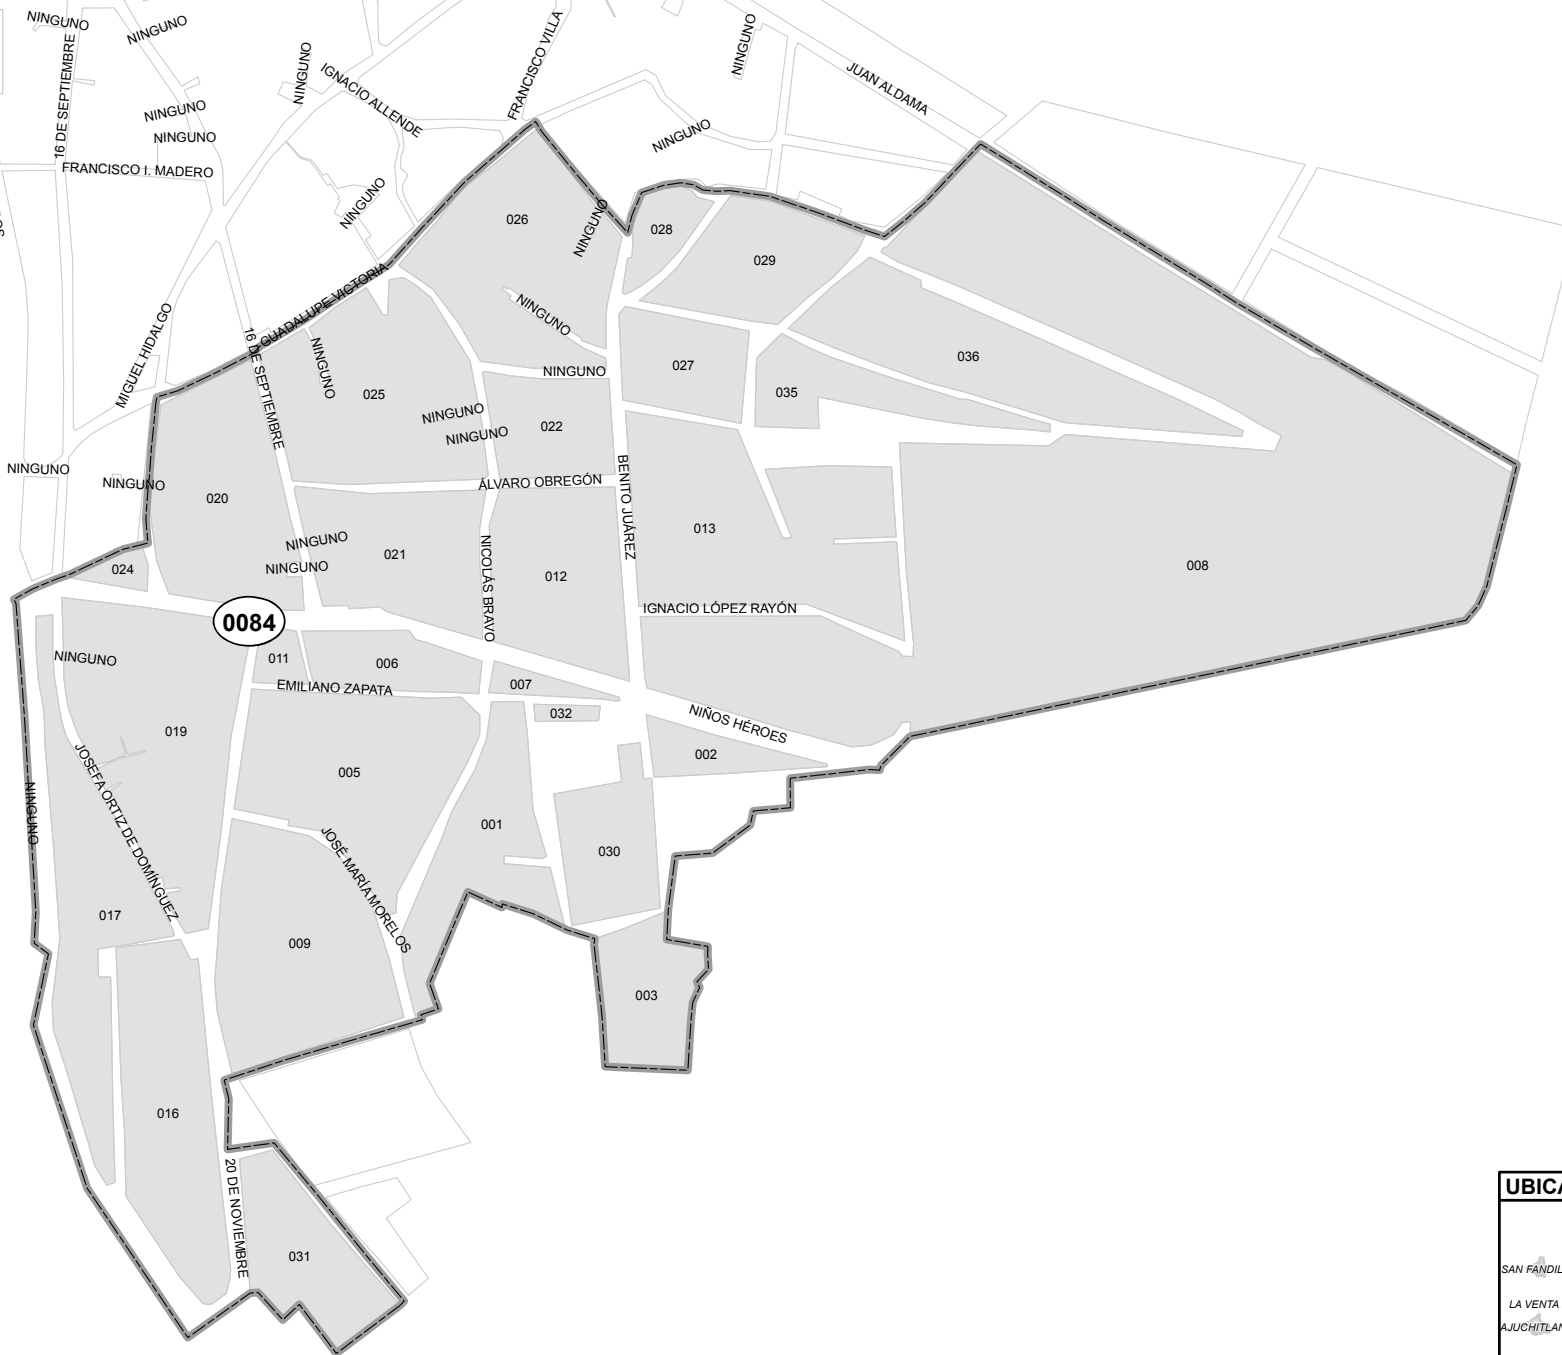 NINGUNO
NINGUNO
16 DE SEPTIEMBRE
NINGUNO
IGNACIO ALLENDE
FRANCISCO VILLA
NINGUNO
JUAN ALDAMA
NINGUNO
NINGUNO
NINGUNO
FRANCISCO I. MADERO
NINGUNO
026
NINGUNO
028
029
GUADALUPE VICTORIA
NINGUNO
MIGUEL HIDALGO
16 DE SEPTIEMBRE
NINGUNO
NINGUNO
027
036
025
035
NINGUNO
NINGUNO
022
NINGUNO
NINGUNO
020
ÁLVARO OBREGÓN
BENITO JUÁREZ
013
NINGUNO
021
NINGUNO
024
NICOLÁS BRAVO
012
008
0084
IGNACIO LÓPEZ RAYÓN
NINGUNO
011
006
EMILIANO ZAPATA
007
032
NIÑOS HÉROES
019
002
JOSEFA ORTIZ DE DOMÍNGUEZ
005
NINGUNO
001
030
JOSÉ MARÍA MORELOS
017
009
003
016
20 DE NOVIEMBRE
031
SAN FANDIL
LA VENTA
AJUCHITLAN